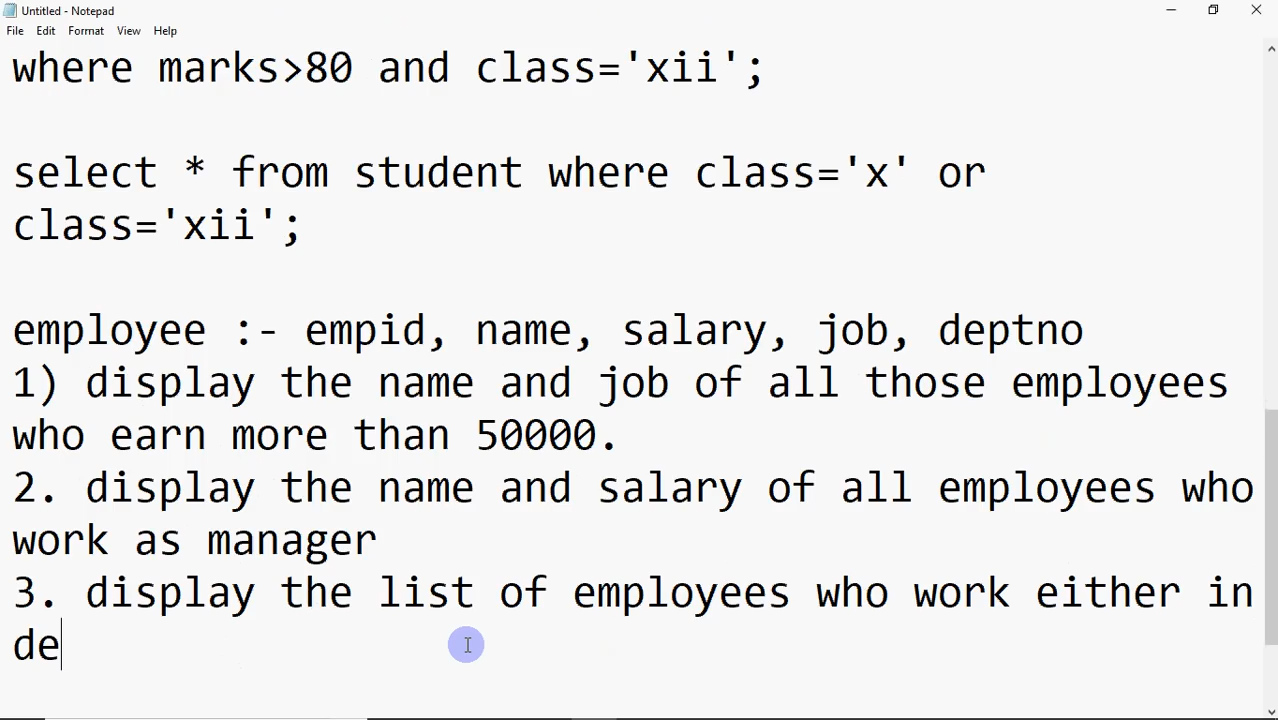 Untitled - Notepad
File Edit Format View Help
where marks>80 and class='xii';
select * from student where class='x' or
class='xii';
employee :- empid, name, salary, job, deptno
1) display the name and job of all those employees
who earn more than 50000.
2. display the name and salary of all employees who
work as manager
3. display the list of employees who work either in
de